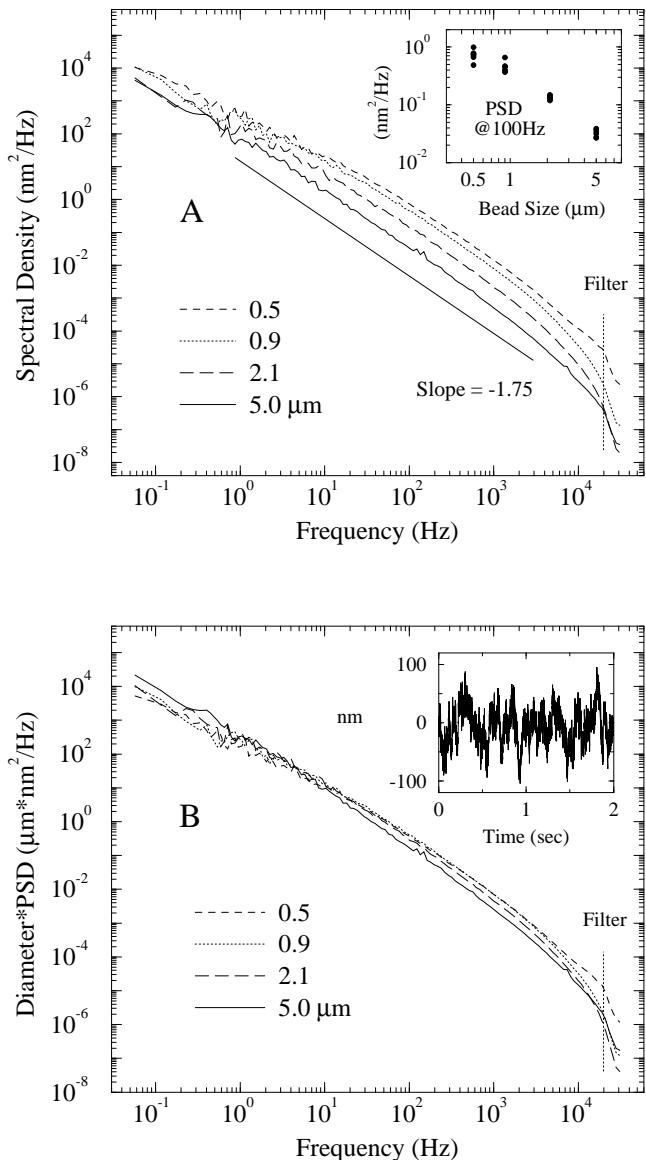 10^4
10^2
10^0
10^-2
10^-4
10^-6
10^-8
Spectral Density (nm^2/Hz)
A
0.5
0.9
2.1
5.0 μm
Slope = -1.75
Filter
10^-1 10^0 10^1 10^2 10^3 10^4
Frequency (Hz)
(nm^2/Hz)
10^0
10^-1
10^-2
PSD
@100Hz
0.5 1 5
Bead Size (μm)
10^4
10^2
10^0
10^-2
10^-4
10^-6
10^-8
Diameter*PSD (μm*nm^2/Hz)
B
0.5
0.9
2.1
5.0 μm
Filter
10^-1 10^0 10^1 10^2 10^3 10^4
Frequency (Hz)
nm
100
0
-100
0 1 2
Time (sec)